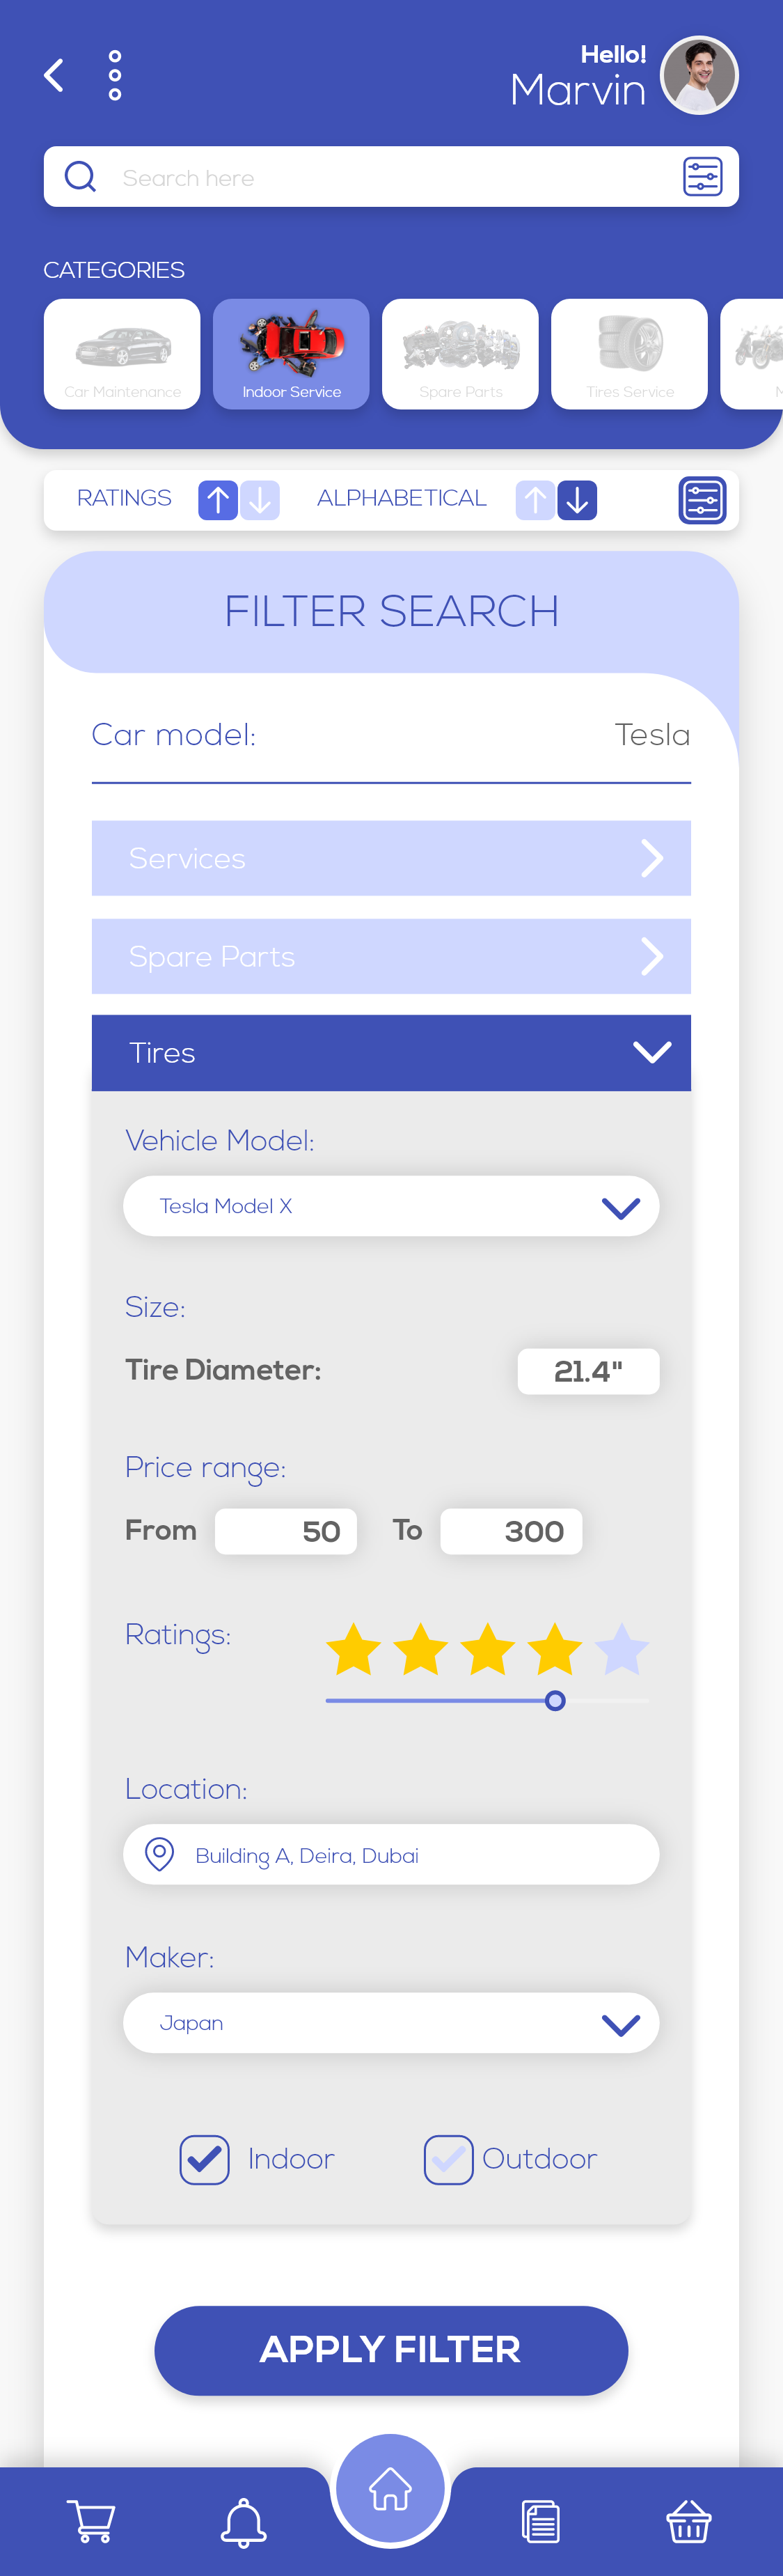 Hello!
Marvin
Search here
CATEGORIES
Car Maintenance
Indoor Service
Spare Parts
Tires Service
M
RATINGS
ALPHABETICAL
FILTER SEARCH
Car model:
Tesla
Services
Spare Parts
Tires
Vehicle Model:
Tesla Model X
Size:
Tire Diameter:
21.4"
Price range:
From
50
To
300
Ratings:
Location:
Building A, Deira, Dubai
Maker:
Japan
Indoor
Outdoor
APPLY FILTER